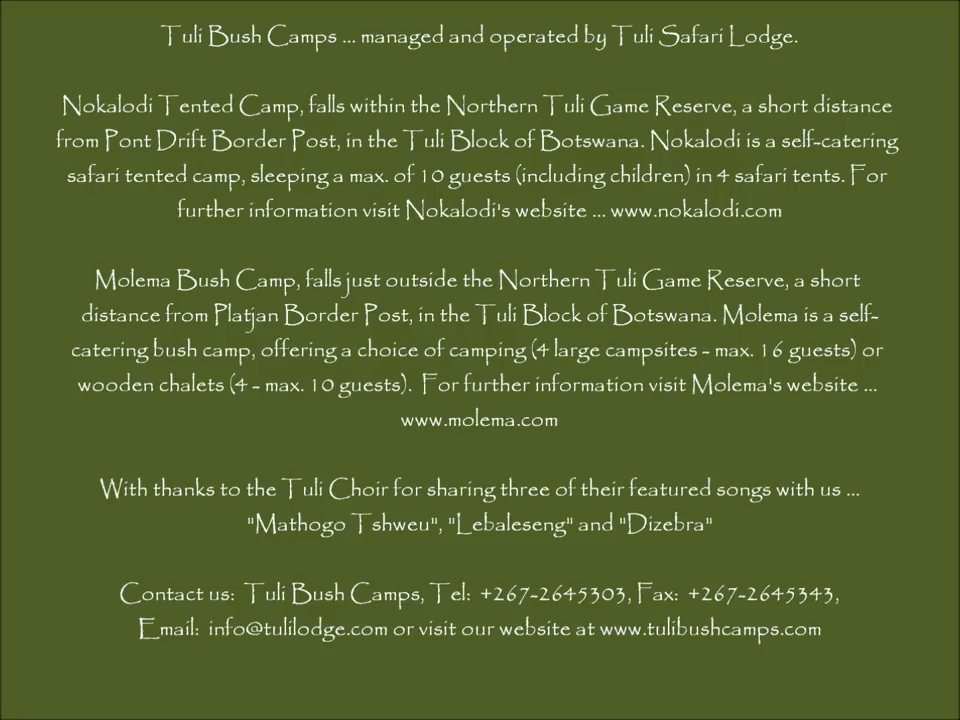 Tuli Bush Camps ... managed and operated by Tuli Safari Lodge.
Nokalodi Tented Camp, falls within the Northern Tuli Game Reserve, a short distance
from Pont Drift Border Post, in the Tuli Block of Botswana. Nokalodi is a self-catering
safari tented camp, sleeping a max. of 10 guests (including children) in 4 safari tents. For
further information visit Nokalodi's website ... www.nokalodi.com
Molema Bush Camp, falls just outside the Northern Tuli Game Reserve, a short
distance from Platjan Border Post, in the Tuli Block of Botswana. Molema is a self-
catering bush camp, offering a choice of camping (4 large campsites - max. 16 guests) or
wooden chalets (4 - max. 10 guests).  For further information visit Molema's website ...
www.molema.com
With thanks to the Tuli Choir for sharing three of their featured songs with us ...
"Mathogo Tshweu", "Lebaleseng" and "Dizebra"
Contact us:  Tuli Bush Camps, Tel:  +267-2645303, Fax:  +267-2645343,
Email:  info@tulilodge.com or visit our website at www.tulibushcamps.com